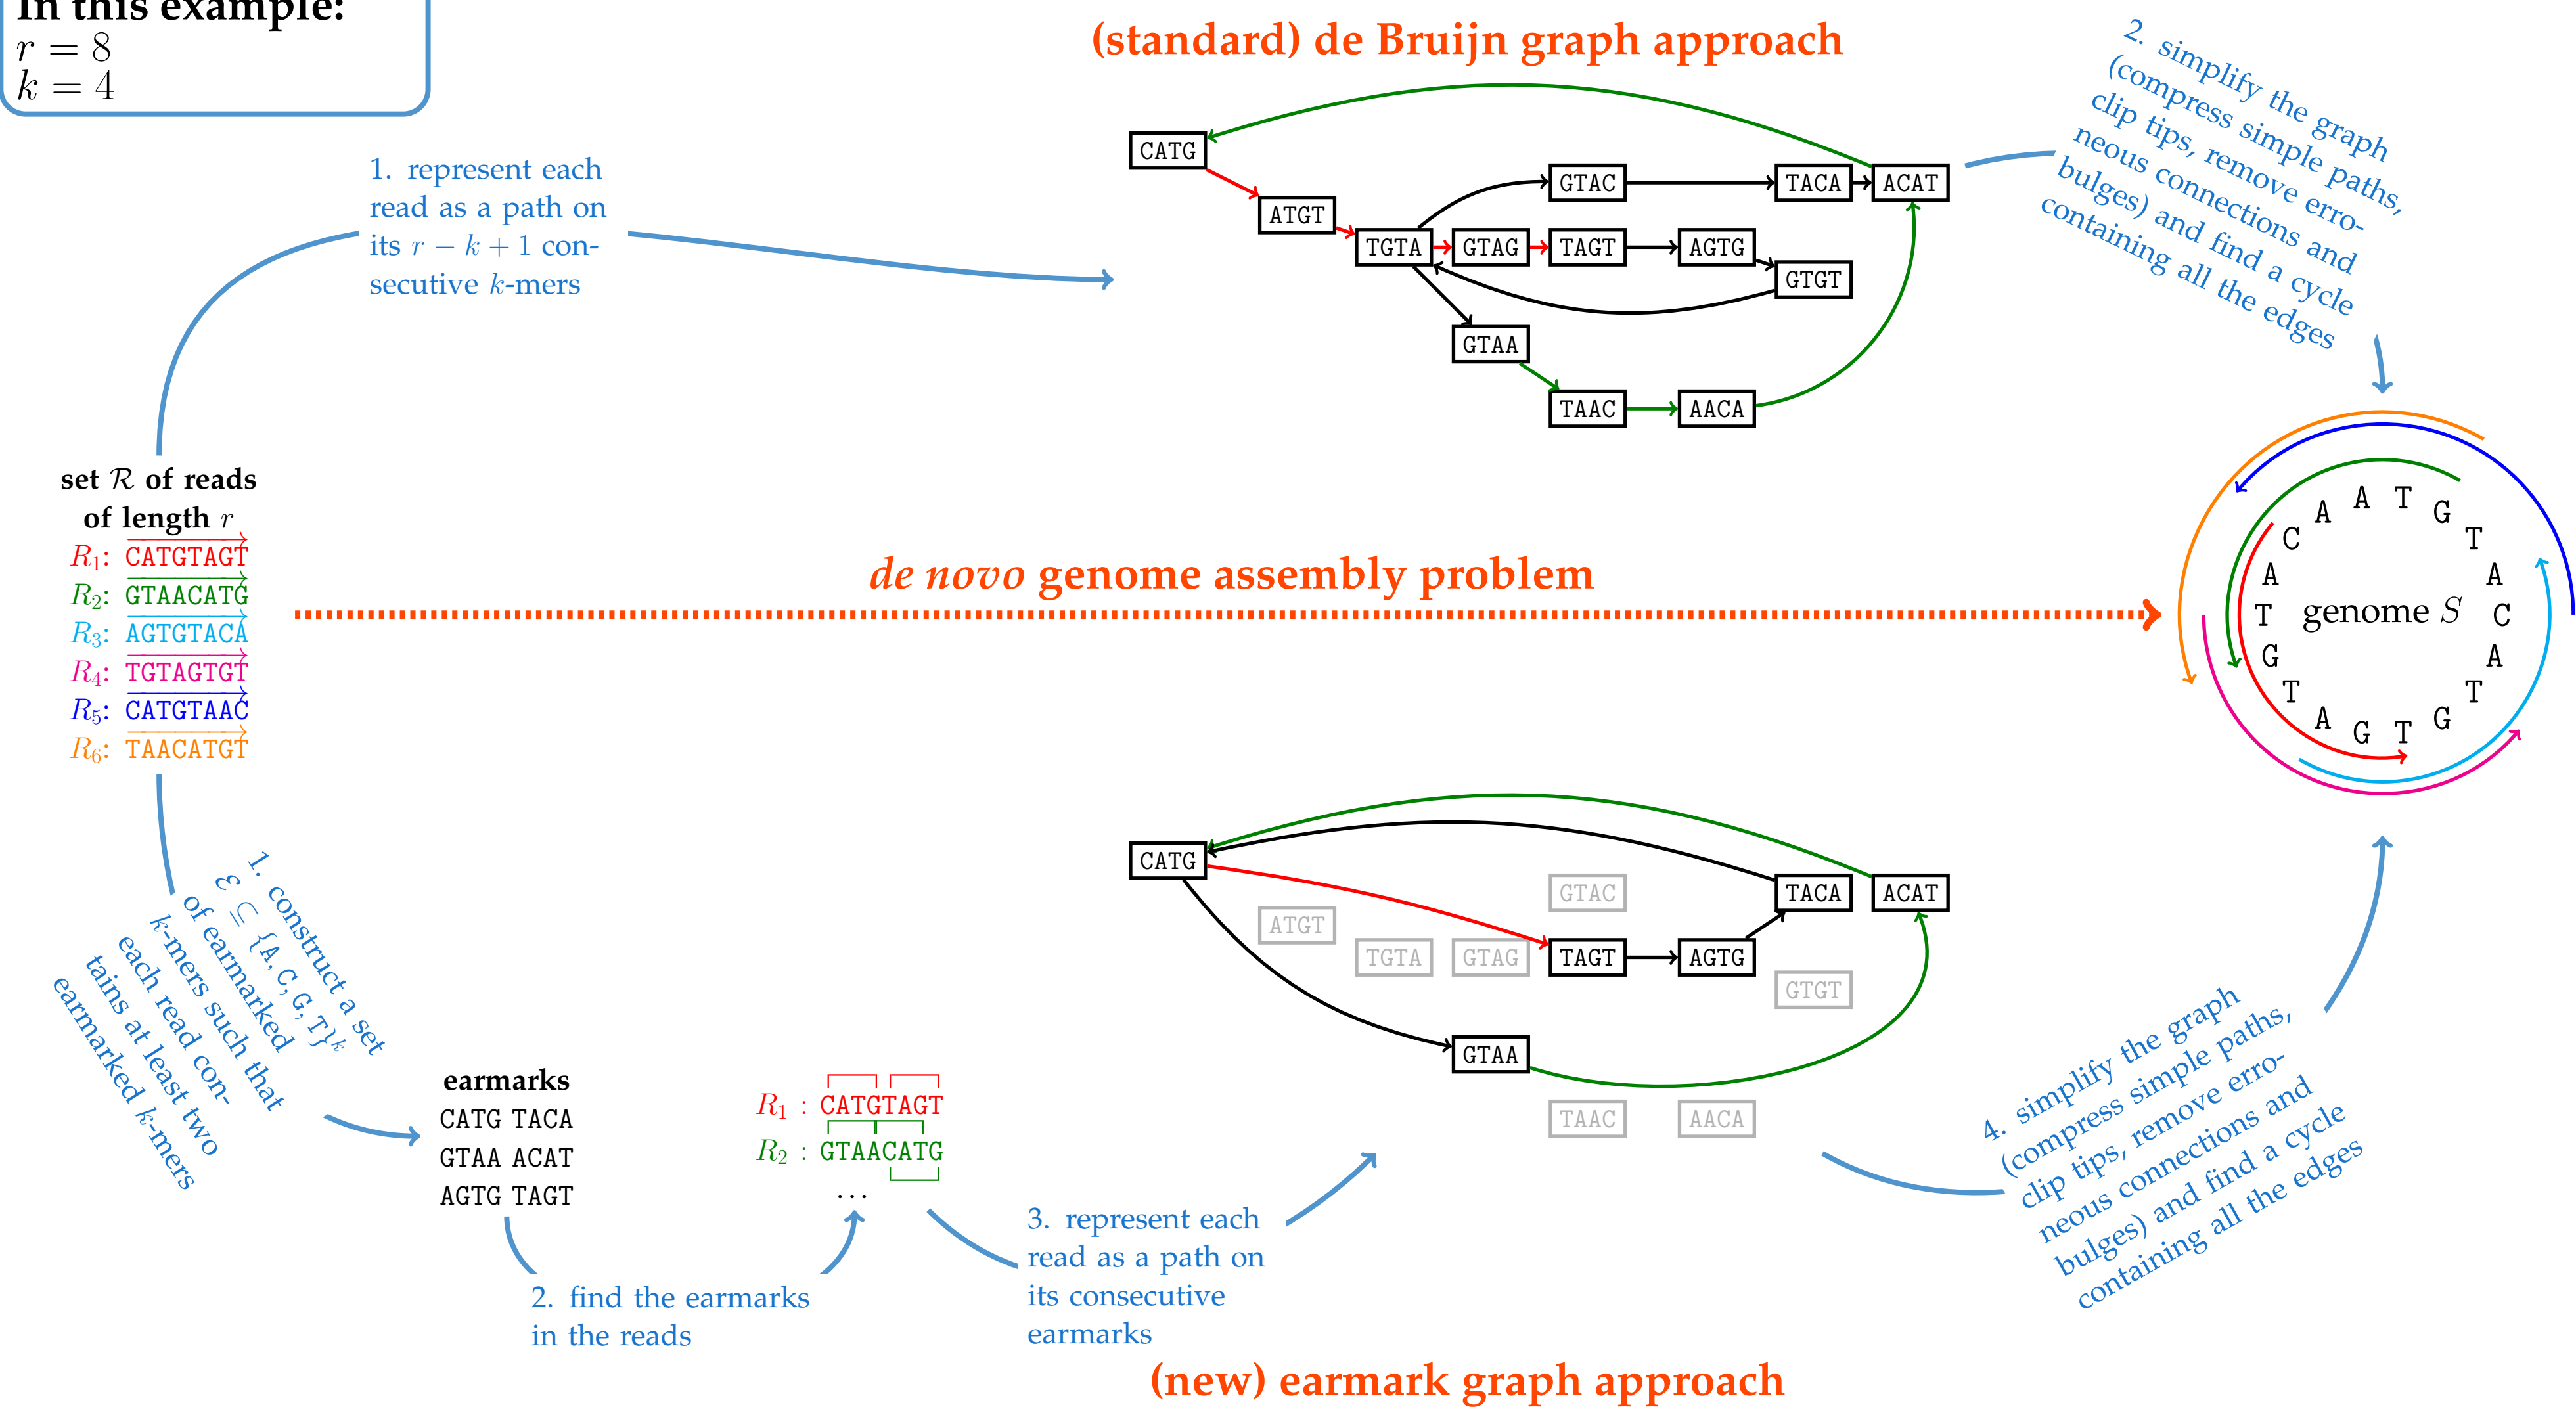 In this example:
r = 8
k = 4
(standard) de Bruijn graph approach
1. represent each
read as a path on
its r − k + 1 con-
secutive k-mers
CATG
ATGT
TGTA
GTAG
TAGT
AGTG
GTGT
GTAC
TACA
ACAT
GTAA
TAAC
AACA
2. simplify the graph
(compress simple paths,
clip tips, remove erro-
neous connections and
bulges) and find a cycle
containing all the edges
set R of reads
of length r
R1: CATGTAGT
R2: GTAACATG
R3: AGTGTACA
R4: TGTAGTGT
R5: CATGTAAC
R6: TAACATGT
de novo genome assembly problem
genome S
A T G T A C A T G T G A T G T A C A
1. construct a set
ℰ ⊆ {A,C,G,T}^k
of earmarked
k-mers such that
each read con-
tains at least two
earmarked k-mers
earmarks
CATG TACA
GTAA ACAT
AGTG TAGT
2. find the earmarks
in the reads
R1 : CATGTAGT
R2 : GTAACATG
...
3. represent each
read as a path on
its consecutive
earmarks
CATG
ATGT
TGTA
GTAG
TAGT
AGTG
GTGT
GTAC
TACA
ACAT
GTAA
TAAC
AACA
4. simplify the graph
(compress simple paths,
clip tips, remove erro-
neous connections and
bulges) and find a cycle
containing all the edges
(new) earmark graph approach